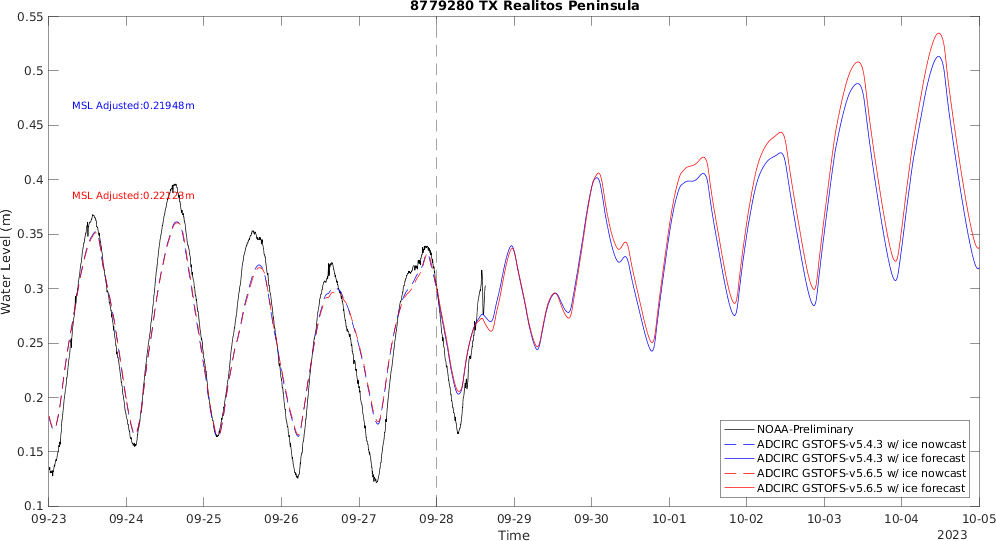 8779280 TX Realitos Peninsula
0.55
0.5
0.45
0.4
0.35
0.3
0.25
0.2
0.15
0.1
Water Level (m)
MSL Adjusted:0.21948m
MSL
NOAA-Preliminary
ADCIRC GSTOFS-v5.4.3 w/ ice nowcast
ADCIRC GSTOFS-v5.4.3 w/ ice forecast
ADCIRC GSTOFS-v5.6.5 w/ ice nowcast
ADCIRC GSTOFS-v5.6.5 w/ ice forecast
09-23 09-24 09-25 09-26 09-27 09-28 09-29 09-30 10-01 10-02 10-03 10-04 10-05
Time
2023